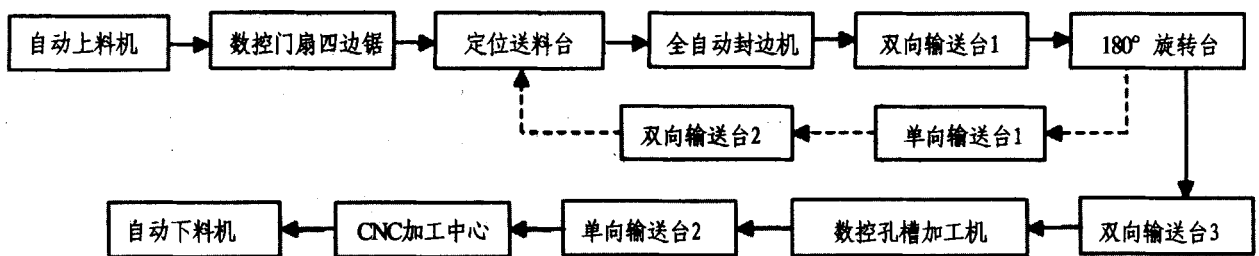 自动上料机
数控门扇四边锯
定位送料台
全自动封边机
双向输送台1
180° 旋转台
双向输送台2
单向输送台1
自动下料机
CNC加工中心
单向输送台2
数控孔槽加工机
双向输送台3